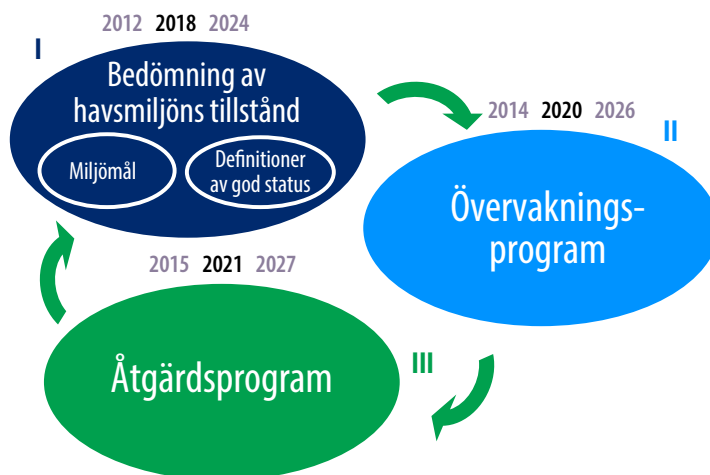 2012 2018 2024
I
Bedömning av
havsmiljöns tillstånd
Miljömål
Definitioner
av god status
2014 2020 2026
II
Övervaknings-
program
2015 2021 2027
Åtgärdsprogram
III